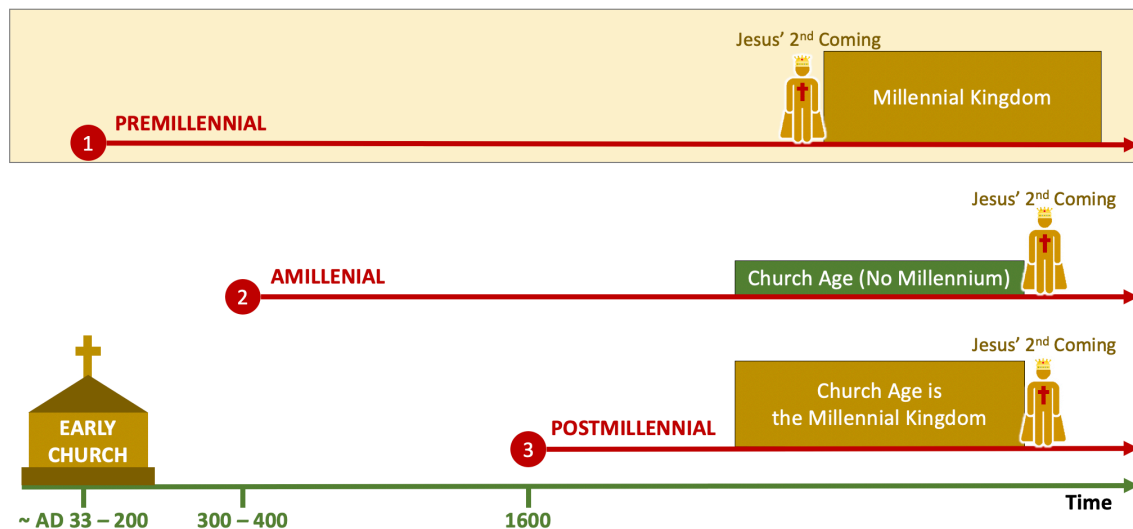 Jesus’ 2nd Coming
Millennial Kingdom
PREMILLENNIAL
1
Jesus’ 2nd Coming
AMILLENIAL
Church Age (No Millennium)
2
Jesus’ 2nd Coming
Church Age is
the Millennial Kingdom
POSTMILLENNIAL
3
EARLY
CHURCH
Time
~ AD 33 – 200
300 – 400
1600